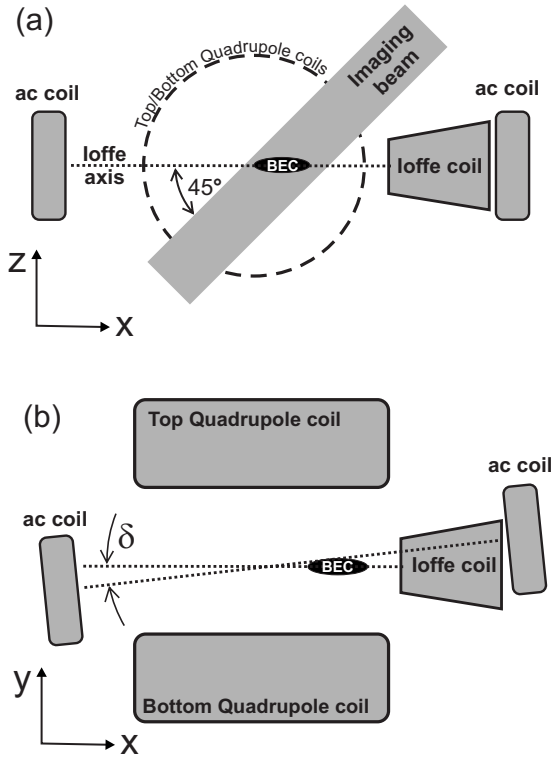 (a)
Top/Bottom Quadrupole coils
Imaging
beam
ac coil
ac coil
Ioffe
axis
BEC
Ioffe coil
45°
z
x
(b)
Top Quadrupole coil
ac coil
ac coil
δ
BEC
Ioffe coil
y
Bottom Quadrupole coil
x